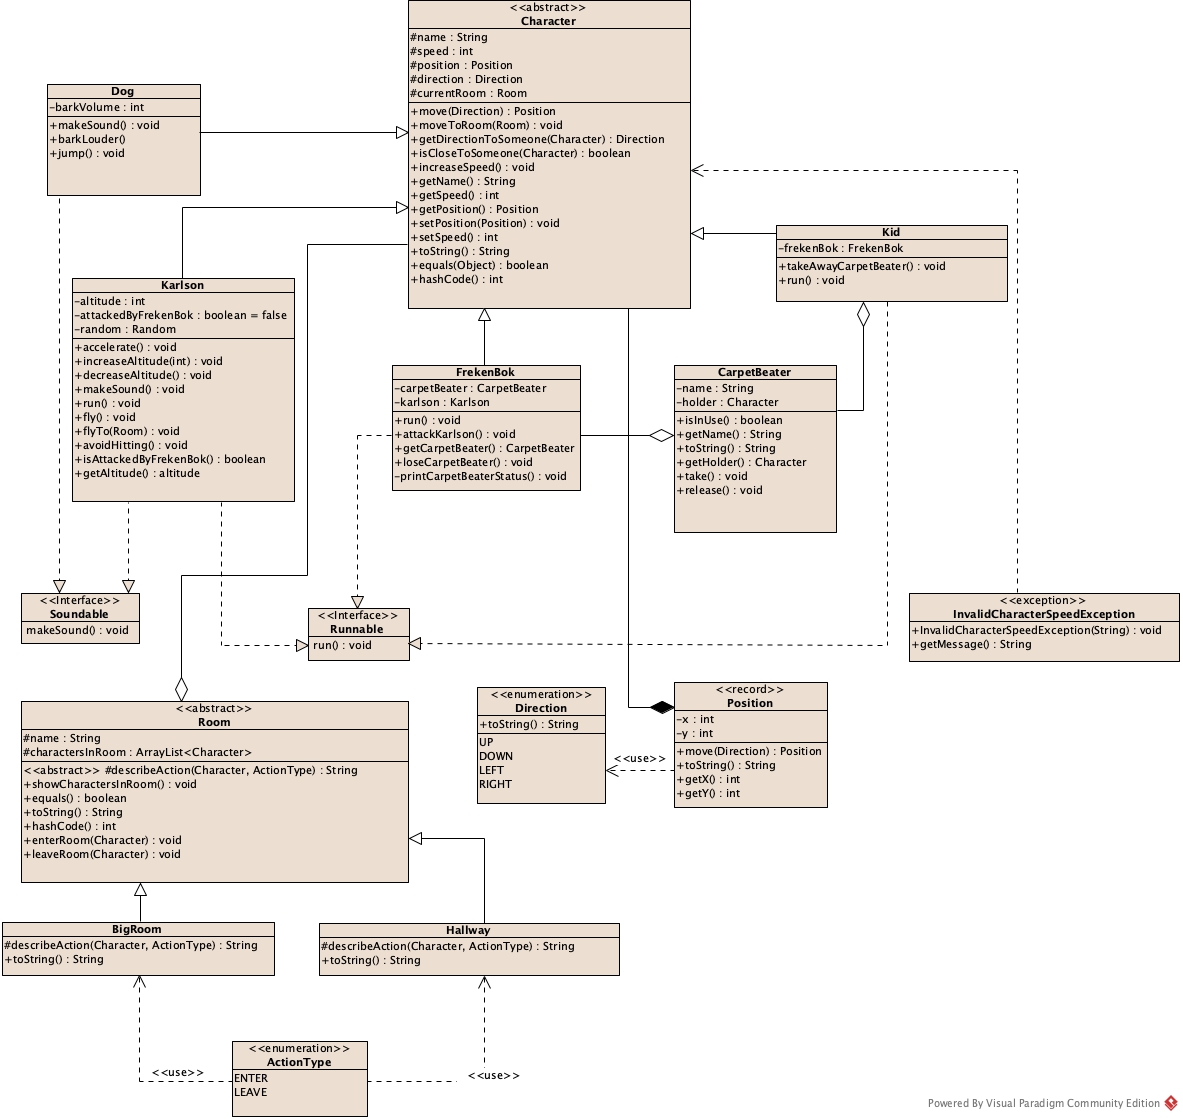 <<abstract>>
Character
#name : String
#speed : int
#position : Position
#direction : Direction
#currentRoom : Room
+move(Direction) : Position
+moveToRoom(Room) : void
+getDirectionToSomeone(Character) : Direction
+isCloseToSomeone(Character) : boolean
+increaseSpeed() : void
+getName() : String
+getSpeed() : int
+getPosition() : Position
+setPosition(Position) : void
+setSpeed() : int
+toString() : String
+equals(Object) : boolean
+hashCode() : int
Dog
-barkVolume : int
+makeSound() : void
+barkLouder()
+jump() : void
Kid
-frekenBok : FrekenBok
+takeAwayCarpetBeater() : void
+run() : void
Karlson
-altitude : int
-attackedByFrekenBok : boolean = false
-random : Random
+accelerate() : void
+increaseAltitude(int) : void
+decreaseAltitude() : void
+makeSound() : void
+run() : void
+fly() : void
+flyTo(Room) : void
+avoidHitting() : void
+isAttackedByFrekenBok() : boolean
+getAltitude() : altitude
FrekenBok
-carpetBeater : CarpetBeater
-karlson : Karlson
+run() : void
+attackKarlson() : void
+getCarpetBeater() : CarpetBeater
+loseCarpetBeater() : void
-printCarpetBeaterStatus() : void
CarpetBeater
-name : String
-holder : Character
+isInUse() : boolean
+getName() : String
+toString() : String
+getHolder() : Character
+take() : void
+release() : void
<<Interface>>
Soundable
makeSound() : void
<<Interface>>
Runnable
run() : void
<<exception>>
InvalidCharacterSpeedException
+InvalidCharacterSpeedException(String) : void
+getMessage() : String
<<abstract>>
Room
#name : String
#charactersInRoom : ArrayList<Character>
<<abstract>> #describeAction(Character, ActionType) : String
+showCharactersInRoom() : void
+equals() : boolean
+toString() : String
+hashCode() : int
+enterRoom(Character) : void
+leaveRoom(Character) : void
<<enumeration>>
Direction
+toString() : String
UP
DOWN
LEFT
RIGHT
<<use>>
<<record>>
Position
-x : int
-y : int
+move(Direction) : Position
+toString() : String
+getX() : int
+getY() : int
BigRoom
#describeAction(Character, ActionType) : String
+toString() : String
Hallway
#describeAction(Character, ActionType) : String
+toString() : String
<<use>>
<<enumeration>>
ActionType
ENTER
LEAVE
<<use>>
Powered By Visual Paradigm Community Edition